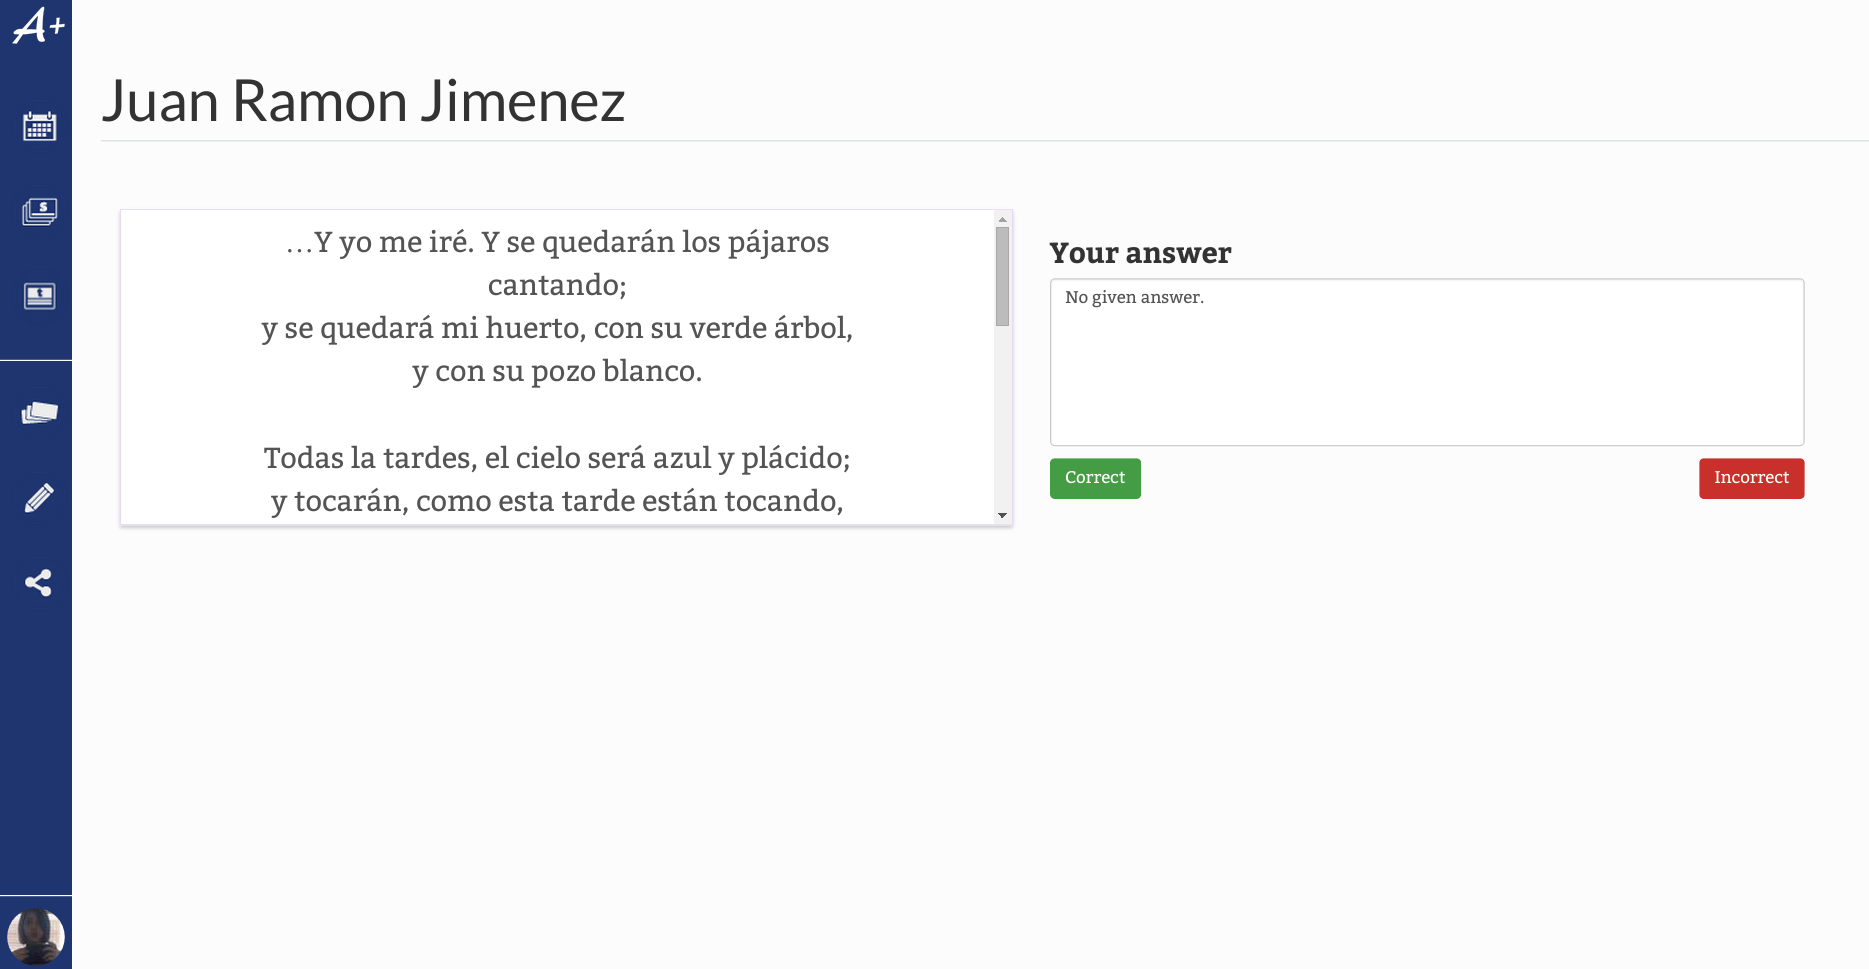 A+
Juan Ramon Jimenez
…Y yo me iré. Y se quedarán los pájaros
cantando;
y se quedará mi huerto, con su verde árbol,
y con su pozo blanco.
Todas la tardes, el cielo será azul y plácido;
y tocarán, como esta tarde están tocando,
Your answer
No given answer.
Correct
Incorrect